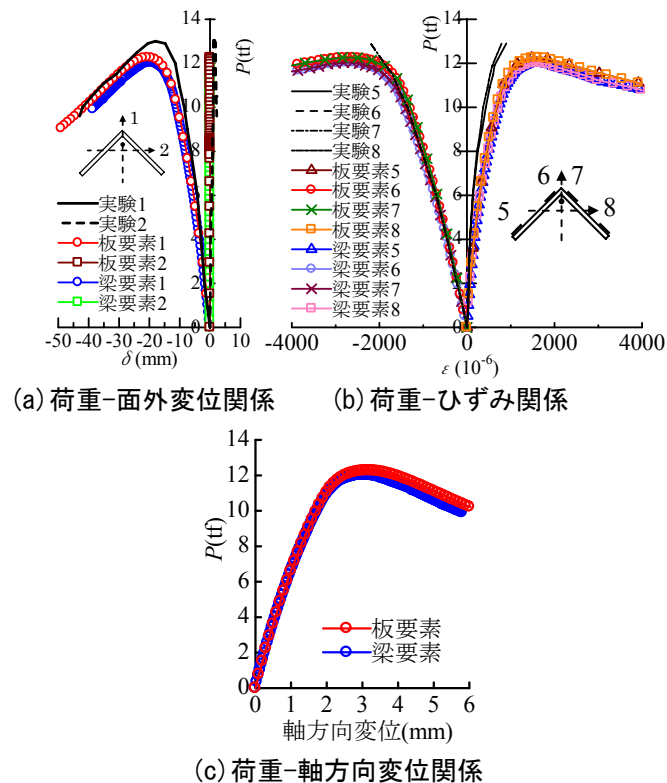 14
12
10
8
6
4
2
0
P(tf)
1
2
実験1
実験2
板要素1
板要素2
梁要素1
梁要素2
-50 -40 -30 -20 -10 0 10
δ (mm)
(a) 荷重-面外変位関係
P(tf)
14
12
10
8
6
4
2
0
実験5
実験6
実験7
実験8
板要素5
板要素6
板要素7
板要素8
梁要素5
梁要素6
梁要素7
梁要素8
5
6
7
8
-4000 -2000 0 2000 4000
ε (10-6)
(b) 荷重-ひずみ関係
P(tf)
14
12
10
8
6
4
2
0
板要素
梁要素
0 1 2 3 4 5 6
軸方向変位(mm)
(c) 荷重-軸方向変位関係